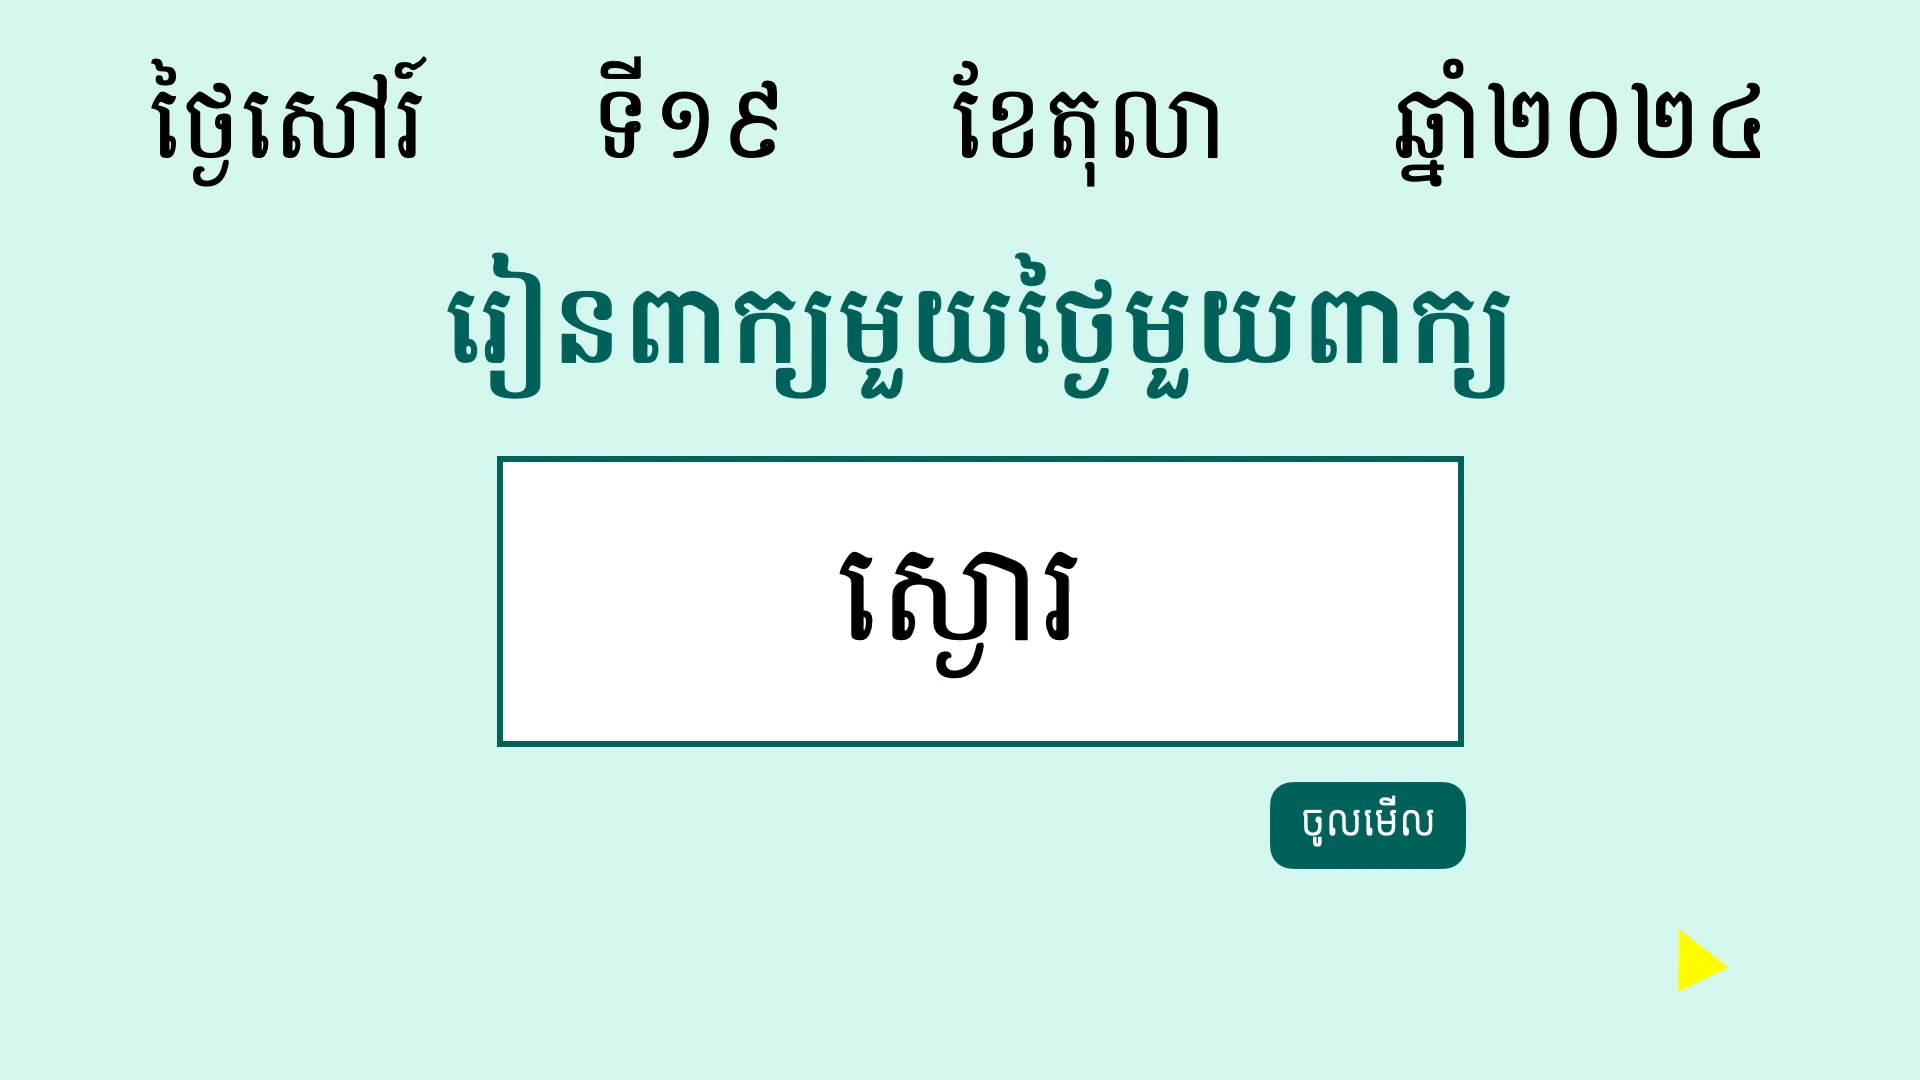 ថ្ងៃសៅរ៍ ទី១៩ ខែតុលា ឆ្នាំ២០២៤
រៀនពាក្យមួយថ្ងៃមួយពាក្យ
ស្ងោរ
ចូលមើល